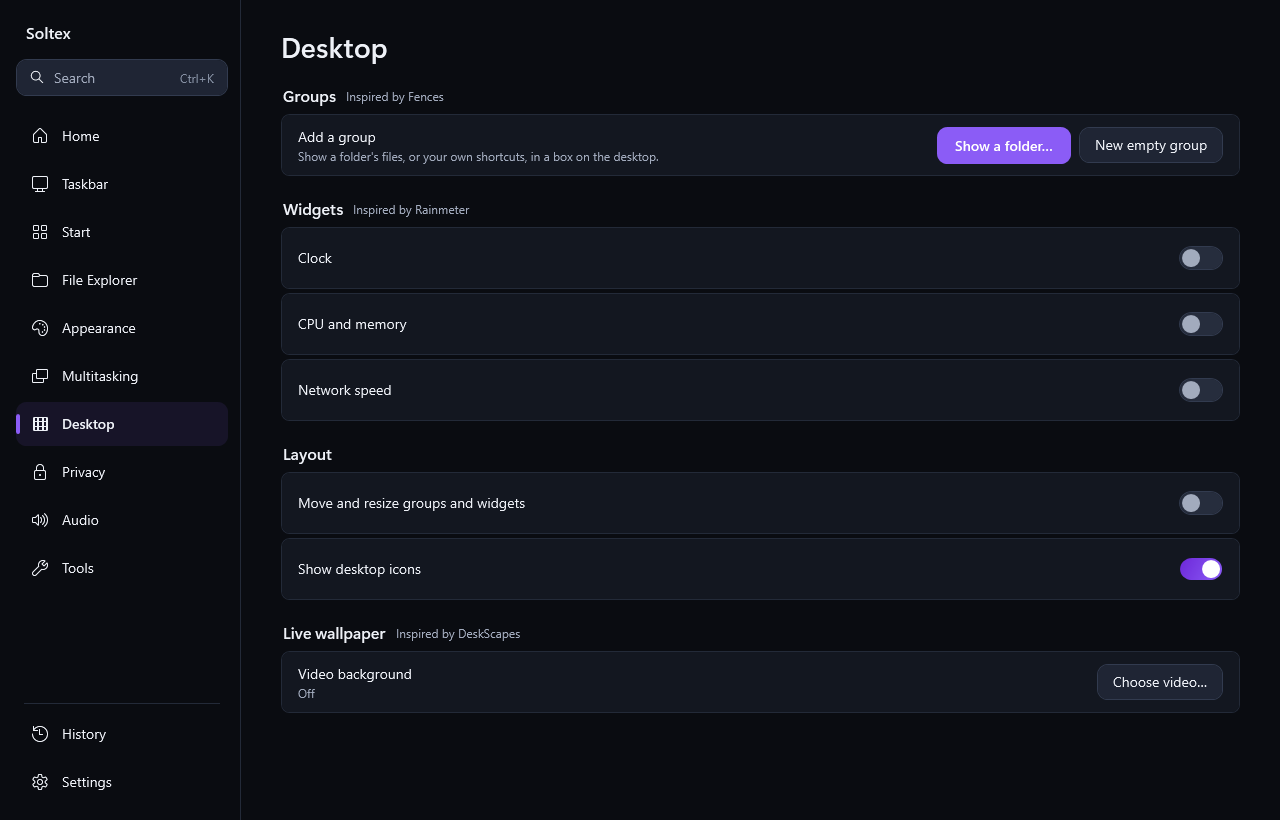 Soltex
Search Ctrl+K
Home
Taskbar
Start
File Explorer
Appearance
Multitasking
Desktop
Privacy
Audio
Tools
History
Settings
Desktop
Groups Inspired by Fences
Add a group
Show a folder's files, or your own shortcuts, in a box on the desktop.
Show a folder...
New empty group
Widgets Inspired by Rainmeter
Clock
CPU and memory
Network speed
Layout
Move and resize groups and widgets
Show desktop icons
Live wallpaper Inspired by DeskScapes
Video background
Off
Choose video...